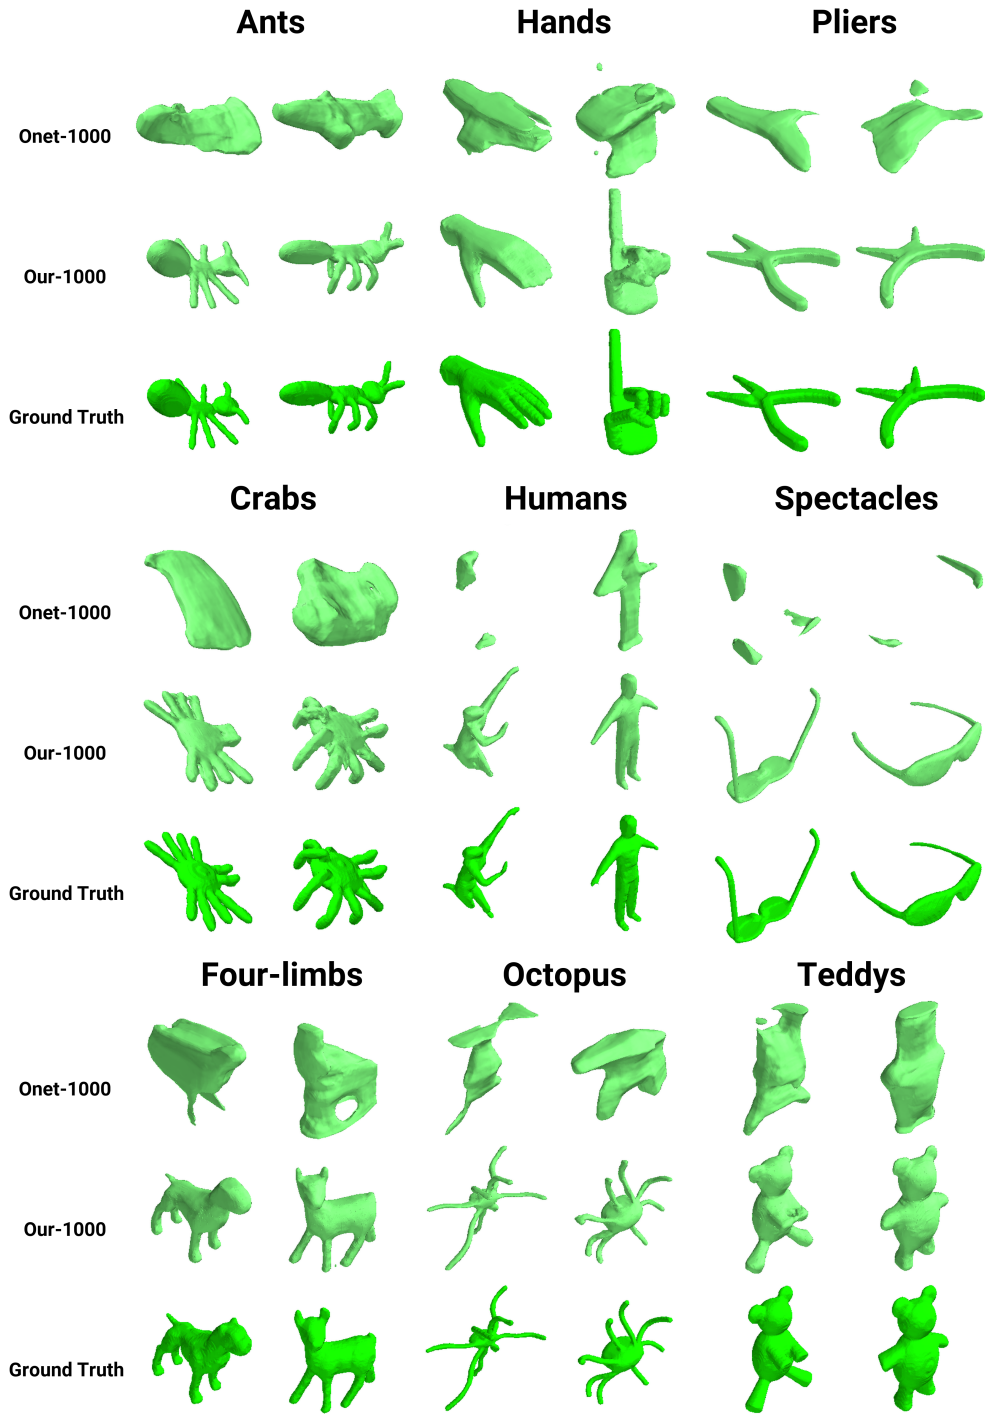 Ants Hands Pliers
Onet-1000
Our-1000
Ground Truth
Crabs Humans Spectacles
Onet-1000
Our-1000
Ground Truth
Four-limbs Octopus Teddys
Onet-1000
Our-1000
Ground Truth